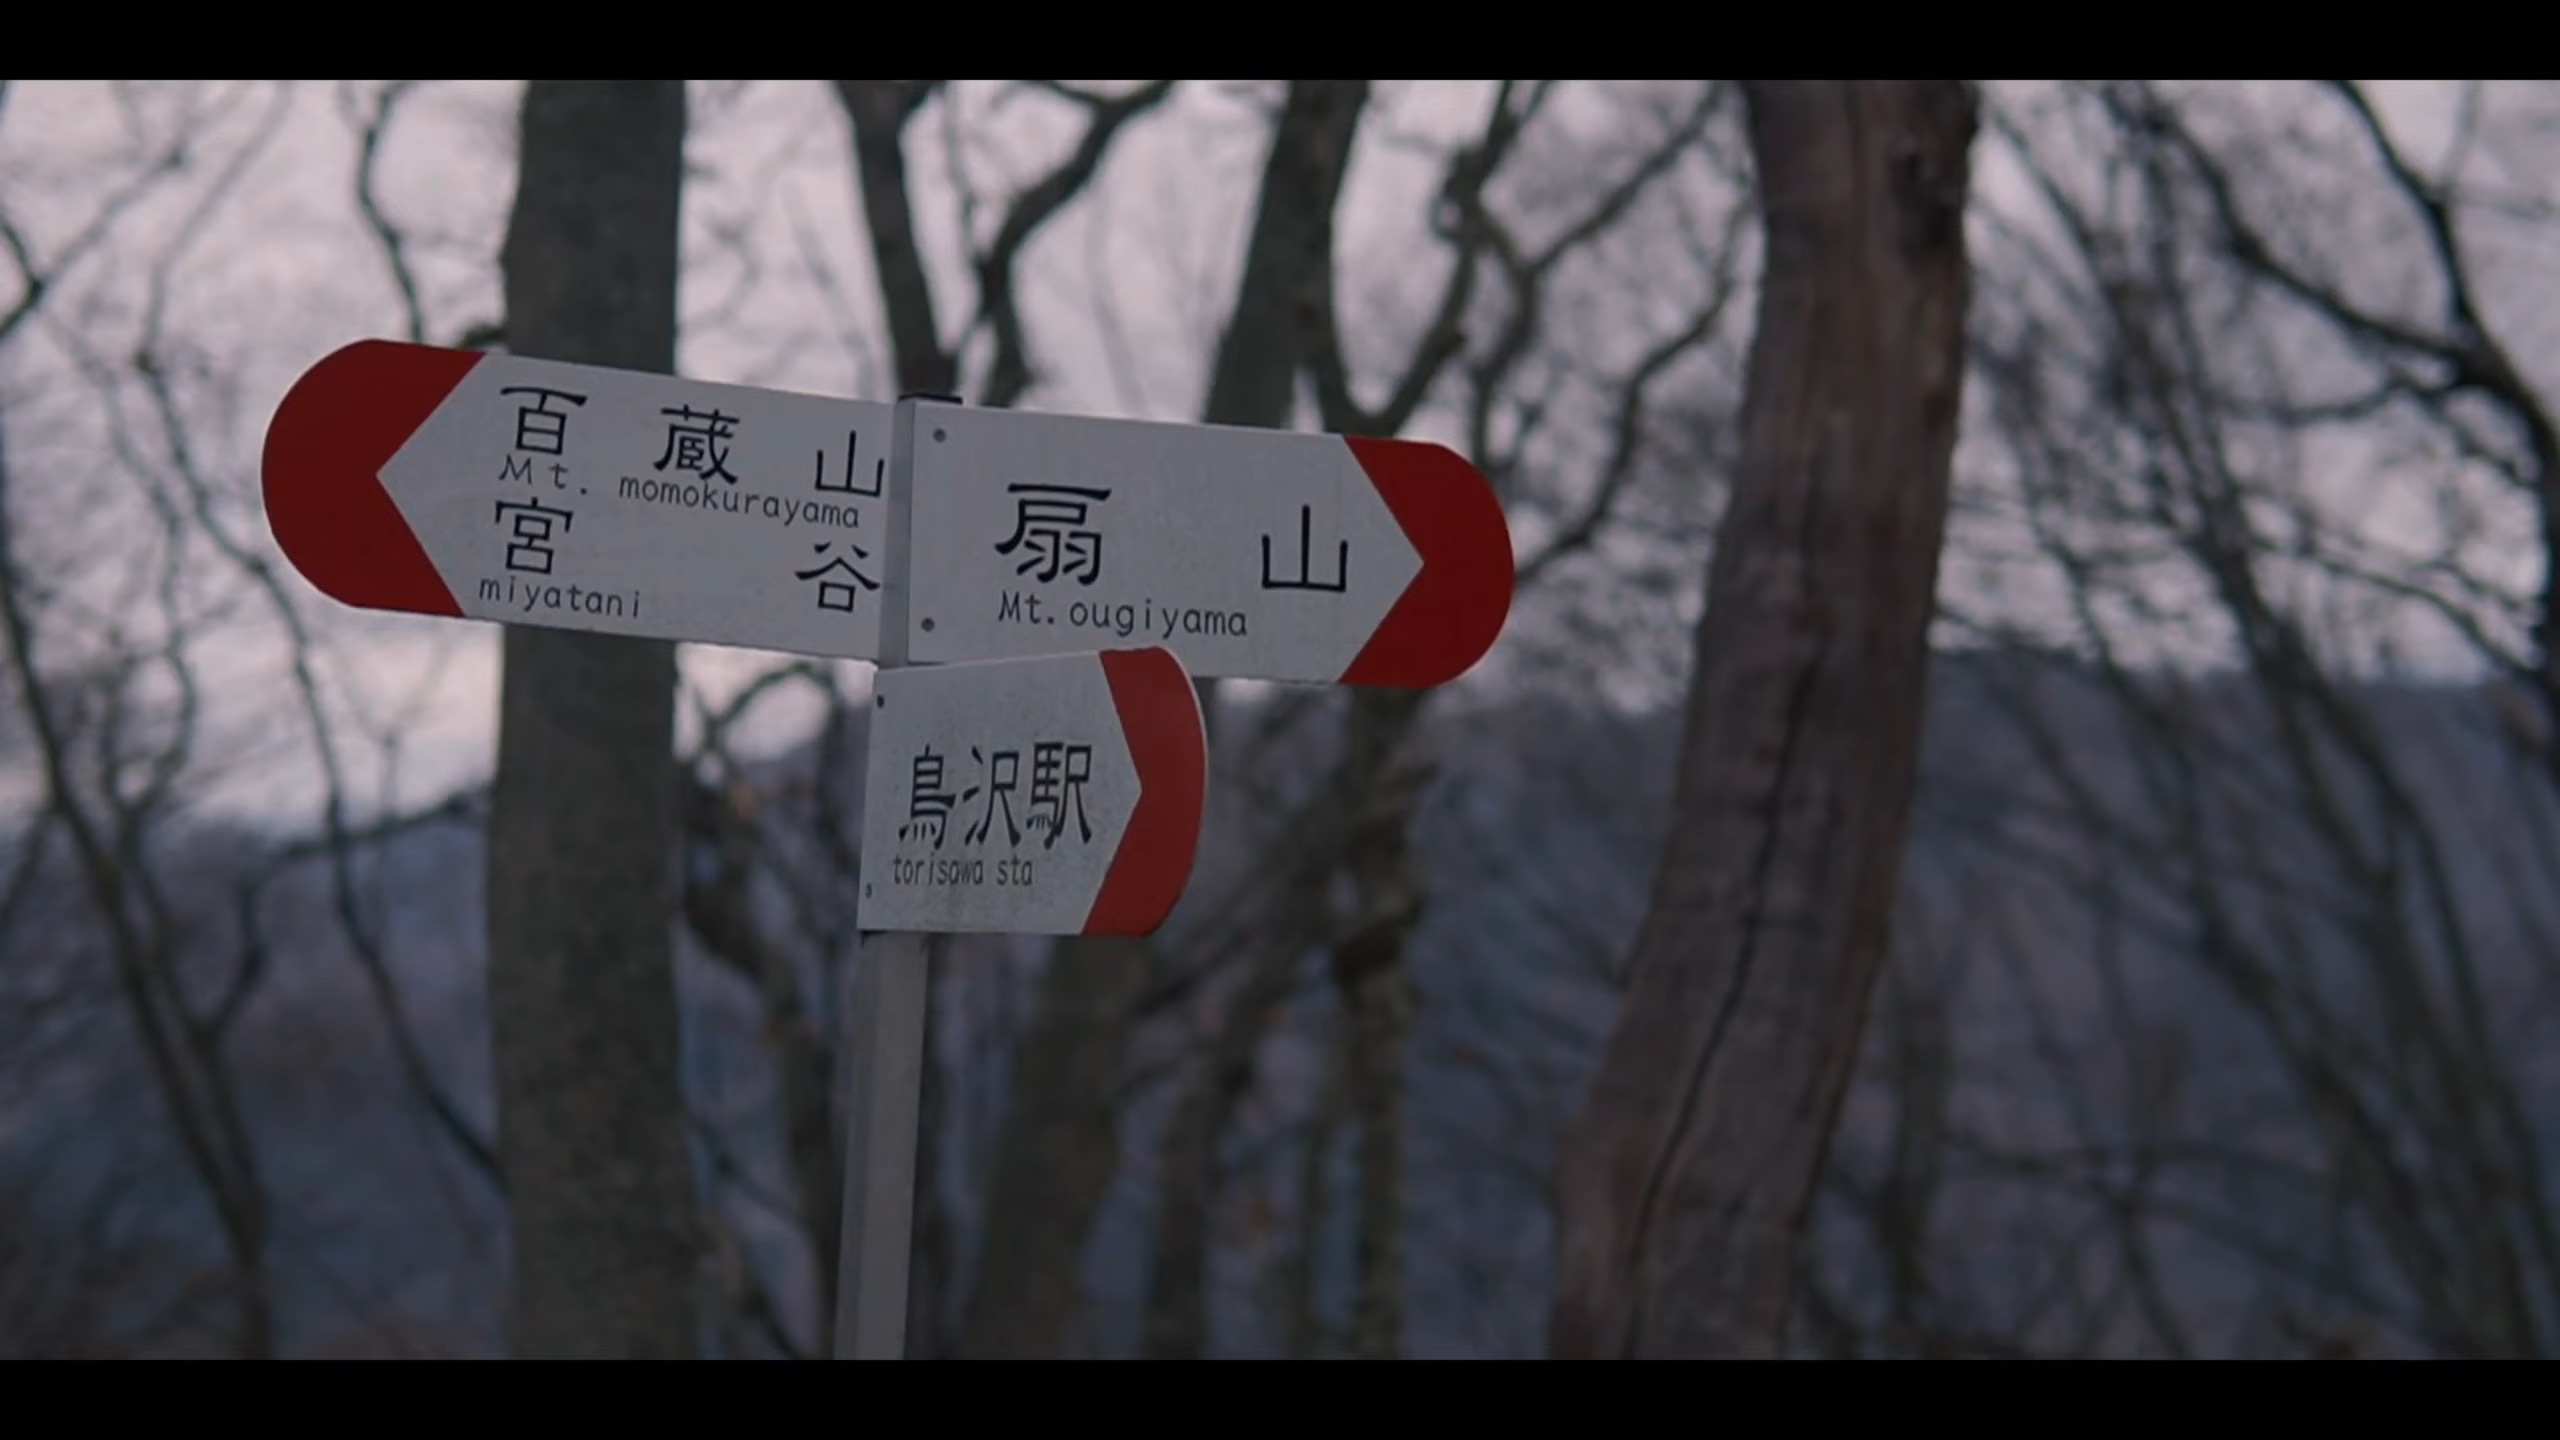 百蔵山
Mt. momokurayama
宮谷
miyatani
扇山
Mt. ougiyama
鳥沢駅
torisawa sta